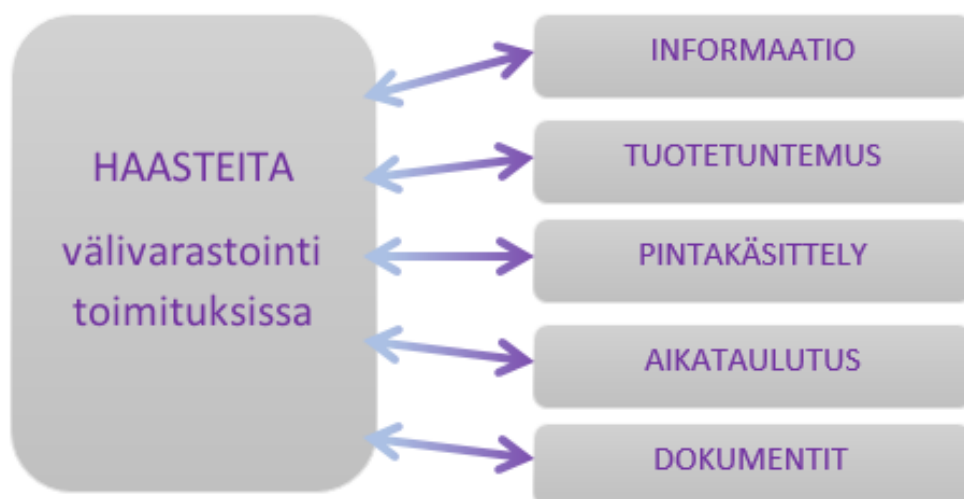 HAASTEITA
välivarastointi
toimituksissa
INFORMAATIO
TUOTETUNTEMUS
PINTAKÄSITTELY
AIKATAULUTUS
DOKUMENTIT